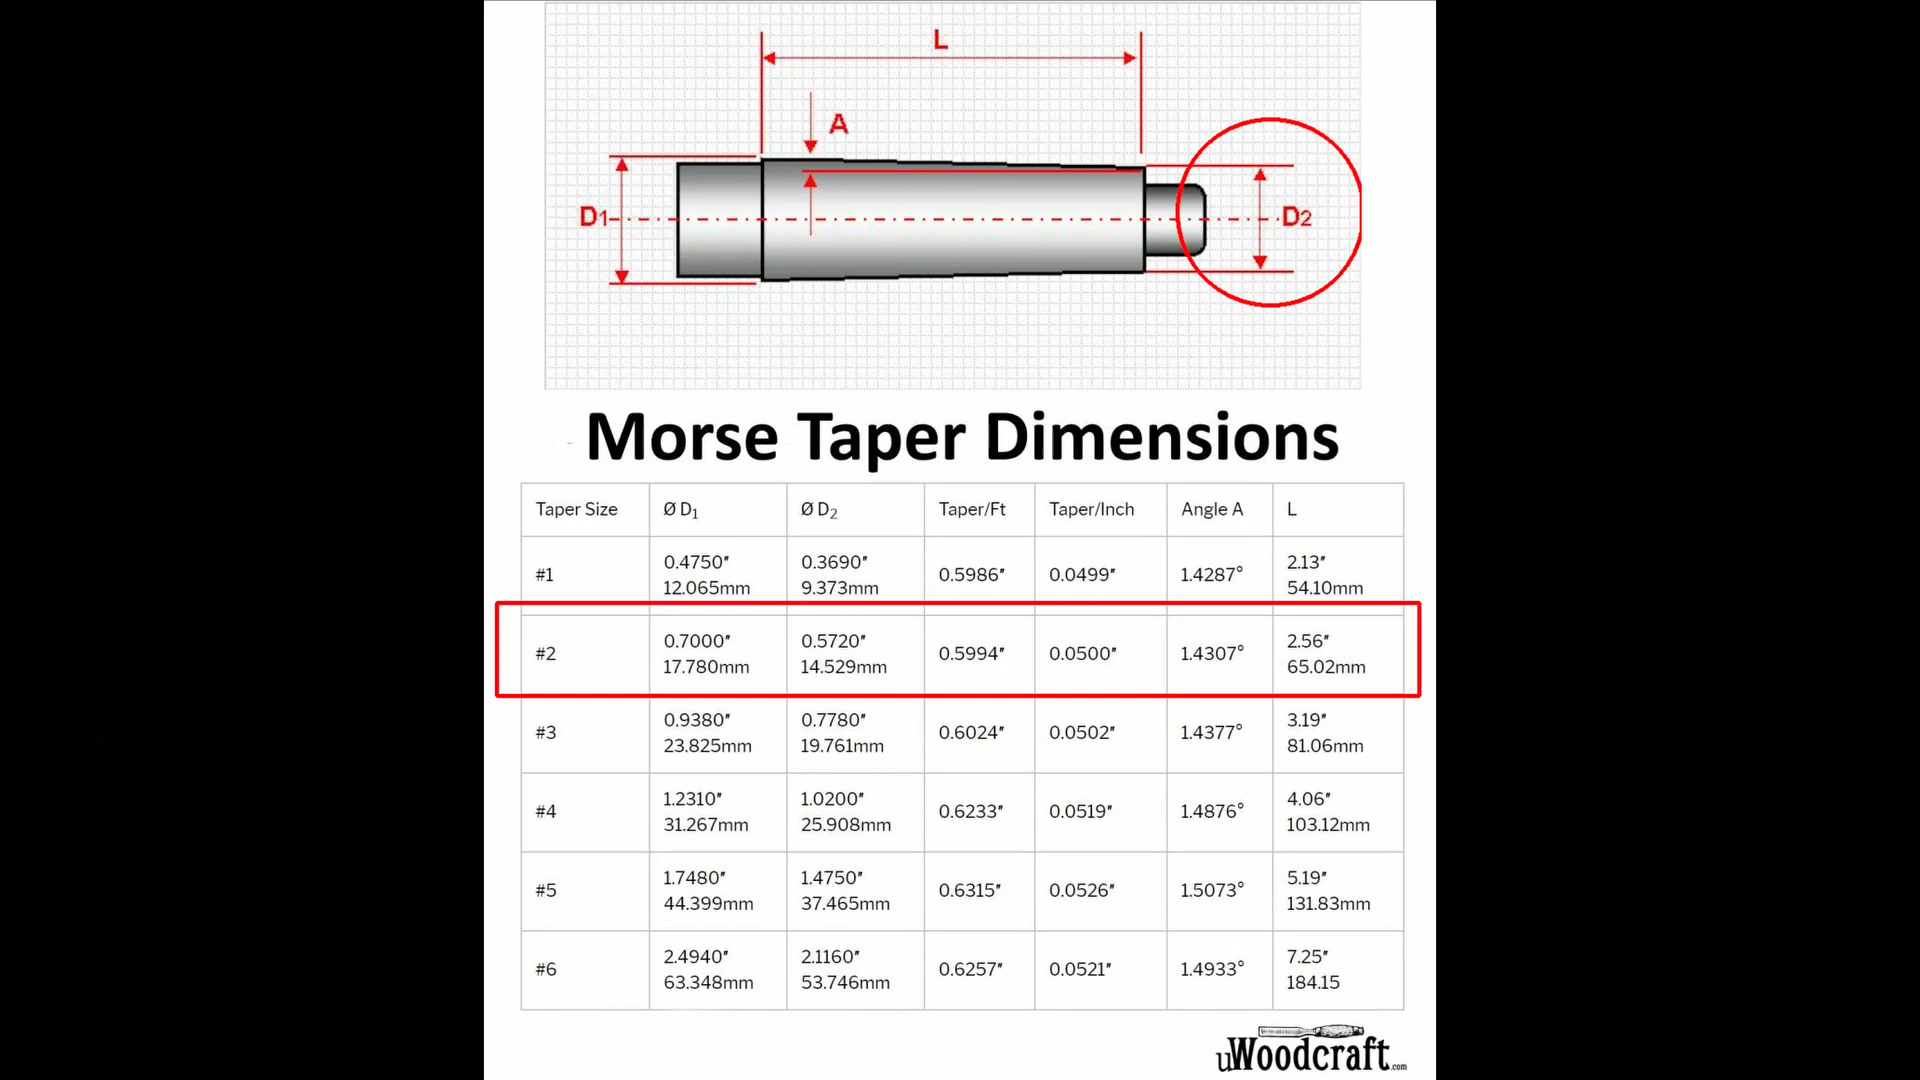 L
A
D1
D2
Morse Taper Dimensions
Taper Size Ø D1 Ø D2 Taper/Ft Taper/Inch Angle A L
#1 0.4750″ 12.065mm 0.3690″ 9.373mm 0.5986″ 0.0499″ 1.4287° 2.13″ 54.10mm
#2 0.7000″ 17.780mm 0.5720″ 14.529mm 0.5994″ 0.0500″ 1.4307° 2.56″ 65.02mm
#3 0.9380″ 23.825mm 0.7780″ 19.761mm 0.6024″ 0.0502″ 1.4377° 3.19″ 81.06mm
#4 1.2310″ 31.267mm 1.0200″ 25.908mm 0.6233″ 0.0519″ 1.4876° 4.06″ 103.12mm
#5 1.7480″ 44.399mm 1.4750″ 37.465mm 0.6315″ 0.0526″ 1.5073° 5.19″ 131.83mm
#6 2.4940″ 63.348mm 2.1160″ 53.746mm 0.6257″ 0.0521″ 1.4933° 7.25″ 184.15
uWoodcraft.com